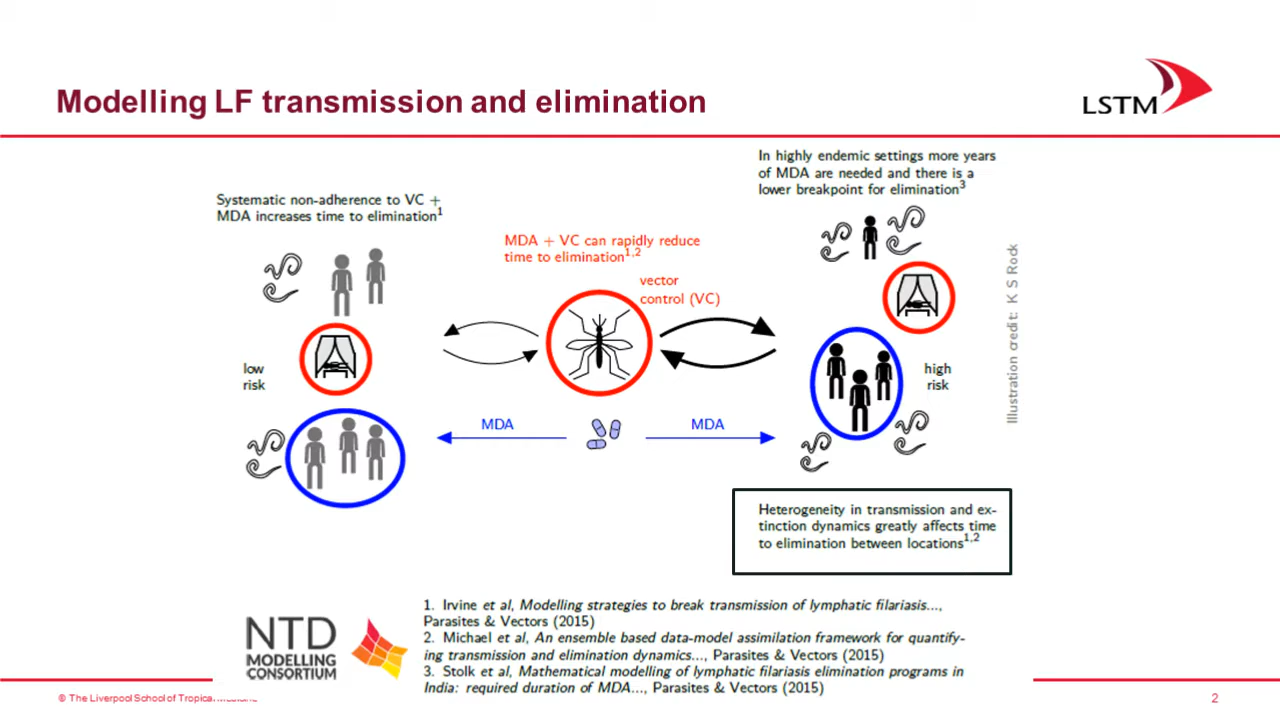 Modelling LF transmission and elimination
LSTM
Systematic non-adherence to VC +
MDA increases time to elimination1
MDA + VC can rapidly reduce
time to elimination1,2
vector
control (VC)
In highly endemic settings more years
of MDA are needed and there is a
lower breakpoint for elimination3
Illustration credit: K S Rock
low
risk
high
risk
MDA
MDA
Heterogeneity in transmission and ex-
tinction dynamics greatly affects time
to elimination between locations1,2
NTD
MODELLING
CONSORTIUM
1. Irvine et al, Modelling strategies to break transmission of lymphatic filariasis...,
Parasites & Vectors (2015)
2. Michael et al, An ensemble based data-model assimilation framework for quantify-
ing transmission and elimination dynamics..., Parasites & Vectors (2015)
3. Stolk et al, Mathematical modelling of lymphatic filariasis elimination programs in
India: required duration of MDA..., Parasites & Vectors (2015)
© The Liverpool School of Tropical
2